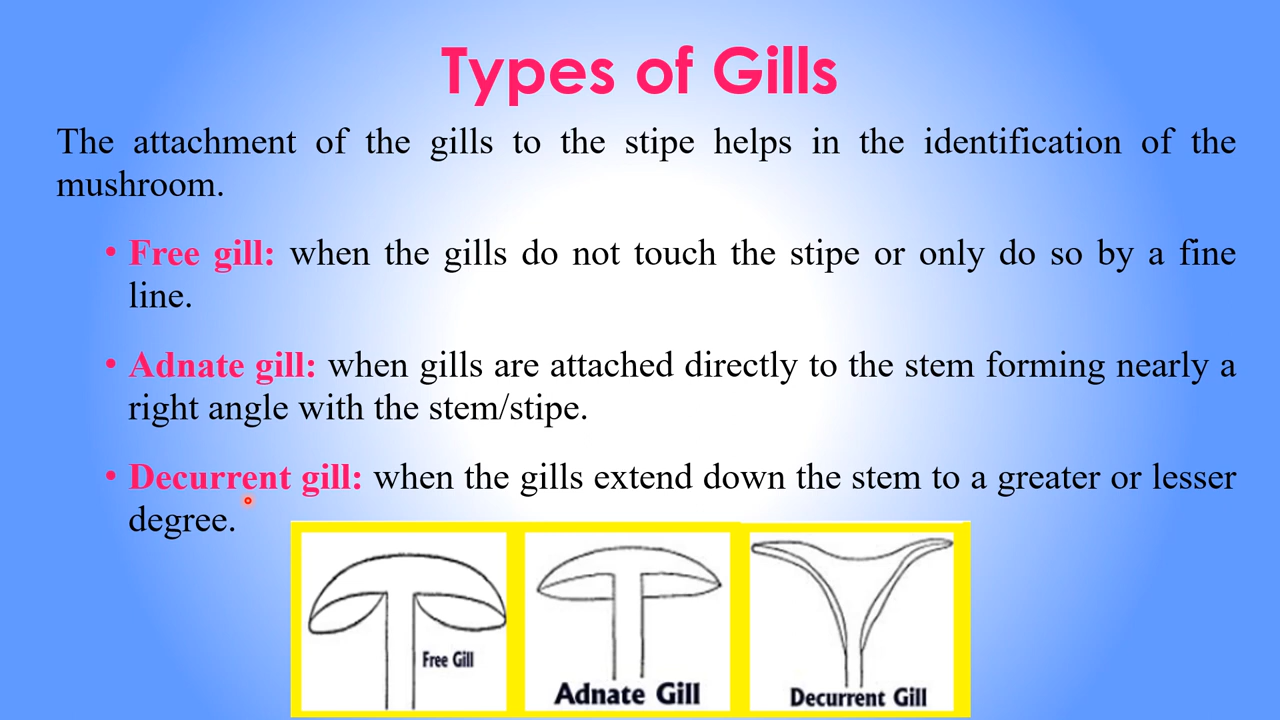 Types of Gills
The attachment of the gills to the stipe helps in the identification of the
mushroom.
• Free gill: when the gills do not touch the stipe or only do so by a fine
line.
• Adnate gill: when gills are attached directly to the stem forming nearly a
right angle with the stem/stipe.
• Decurrent gill: when the gills extend down the stem to a greater or lesser
degree.
Free Gill
Adnate Gill
Decurrent Gill